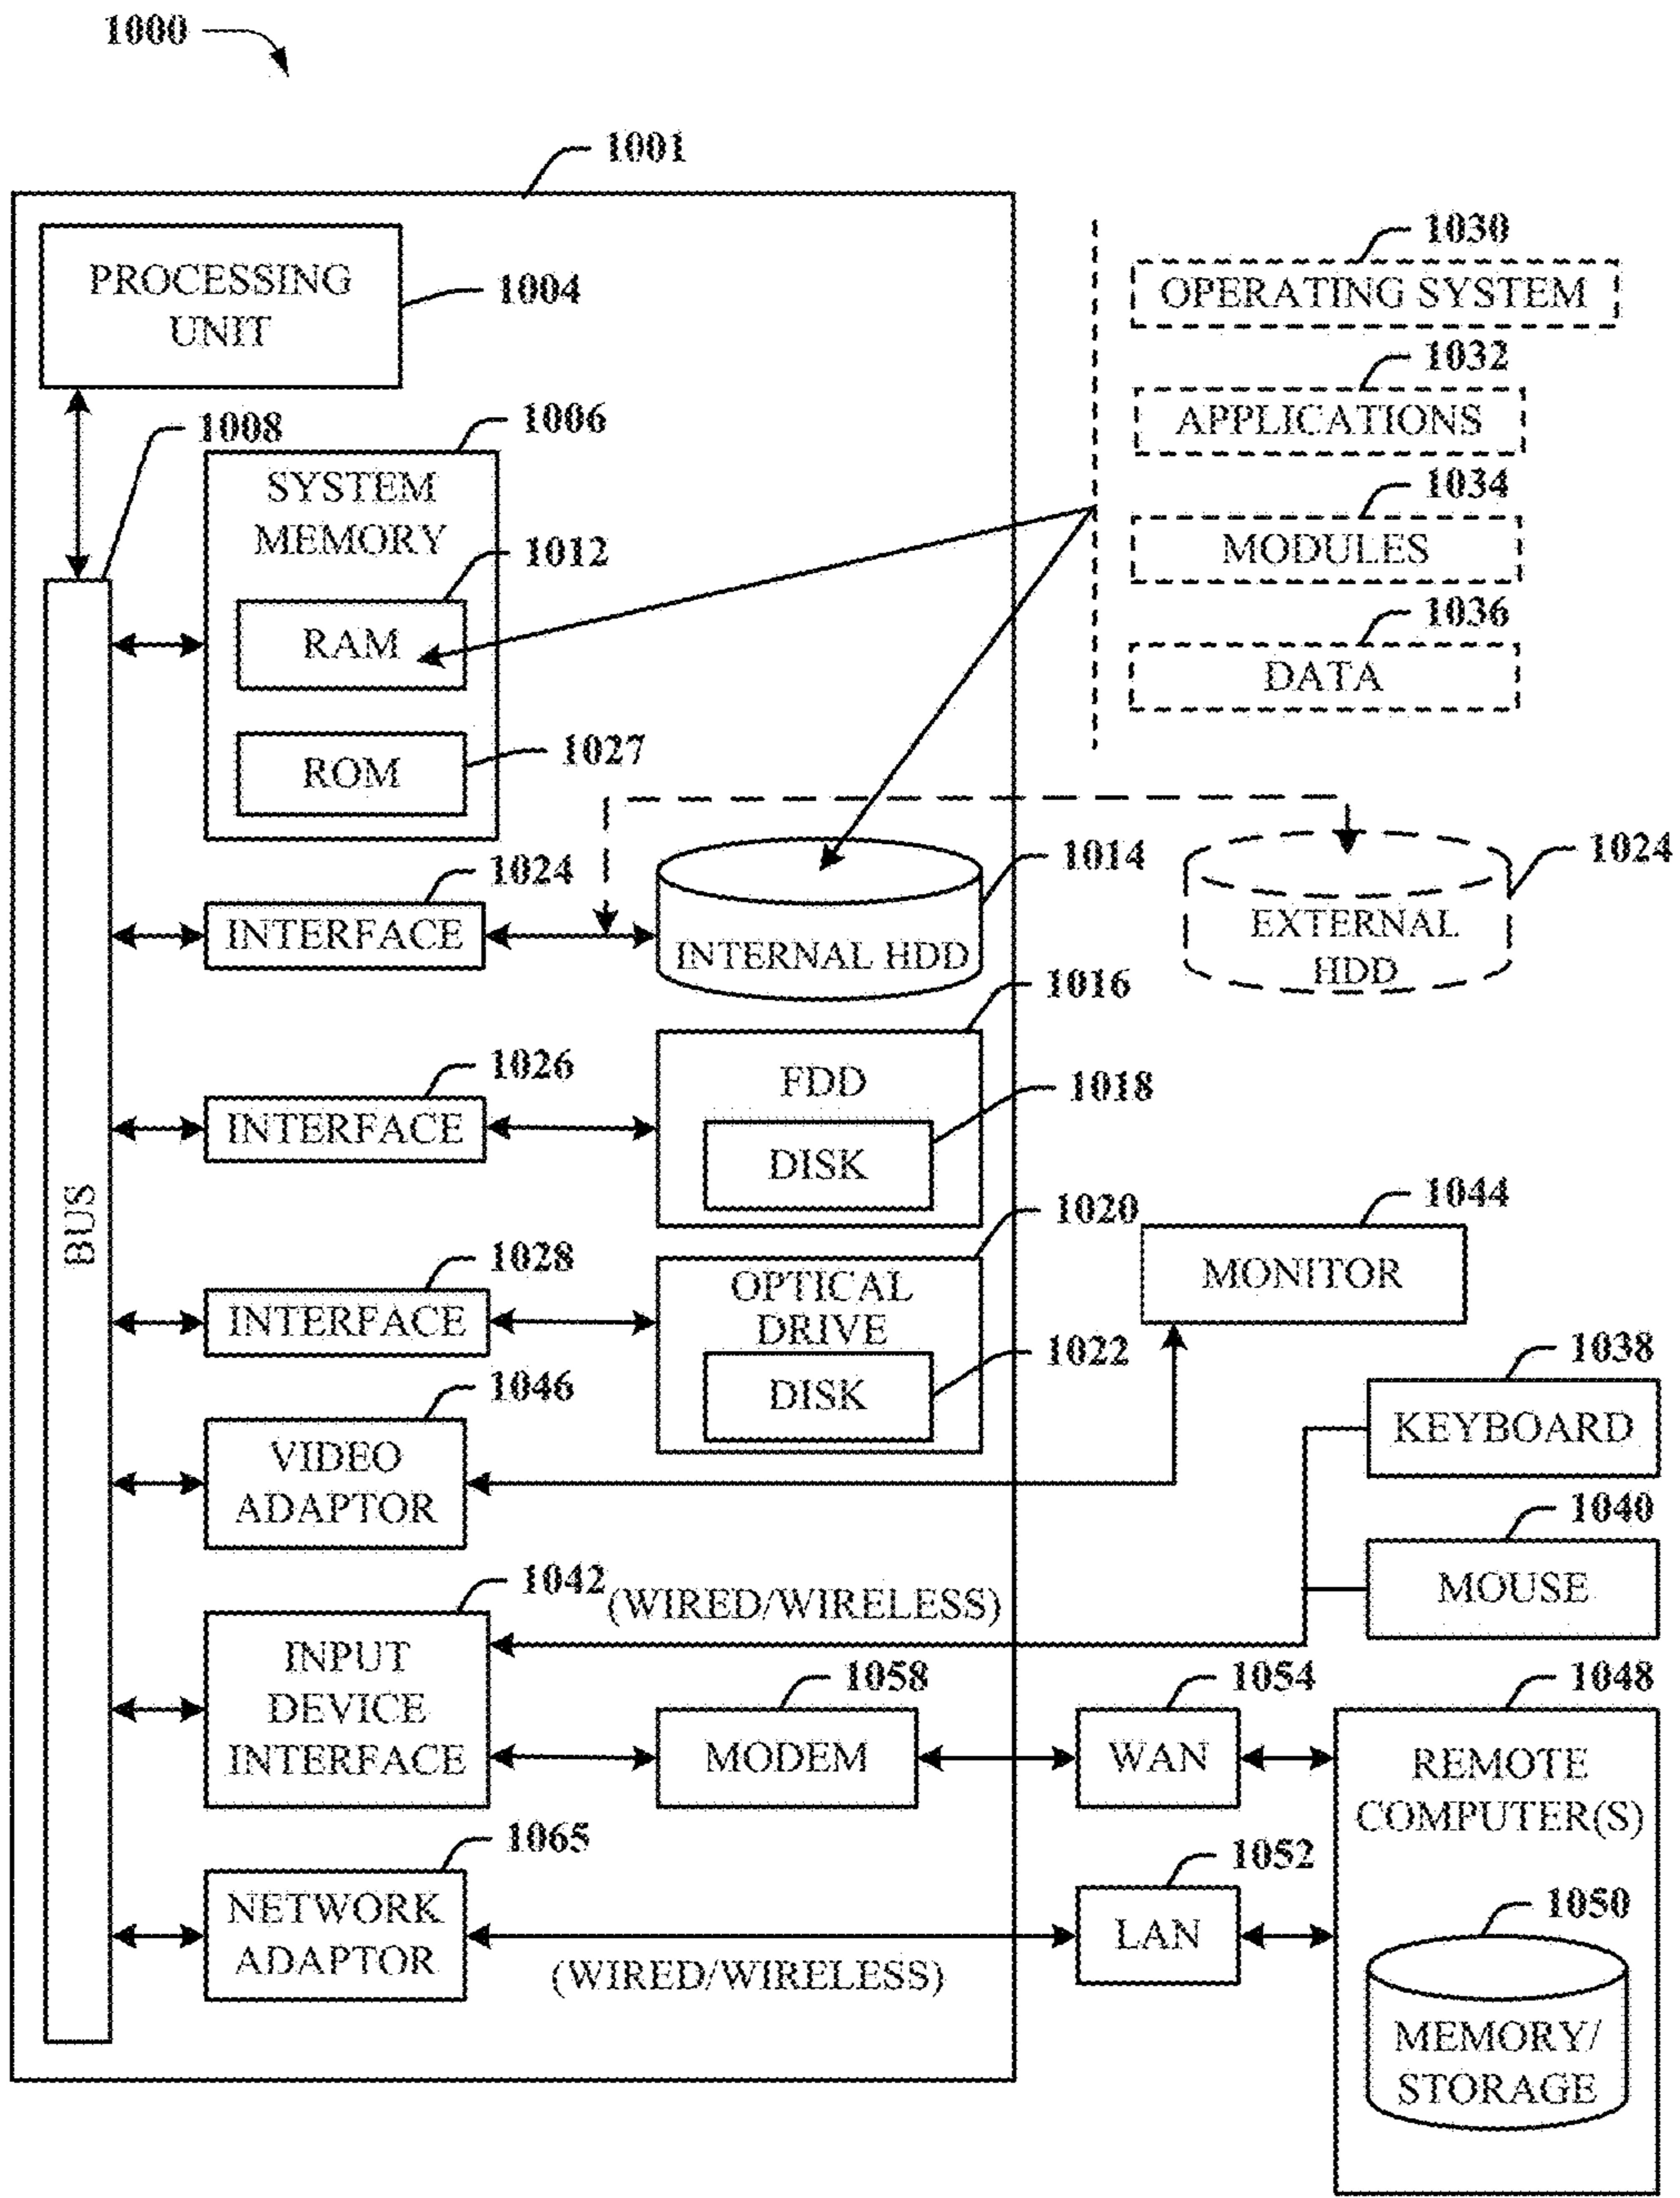 1000
1001
PROCESSING
UNIT
1004
1030
OPERATING SYSTEM
1032
APPLICATIONS
1034
MODULES
1036
DATA
1008
1006
SYSTEM
MEMORY
1012
RAM
1027
ROM
1024
INTERFACE
1014
INTERNAL HDD
1024
EXTERNAL
HDD
1016
1026
INTERFACE
FDD
1018
DISK
BUS
1020
1028
INTERFACE
OPTICAL
DRIVE
1022
DISK
1044
MONITOR
1046
VIDEO
ADAPTOR
1038
KEYBOARD
1040
MOUSE
1042
(WIRED/WIRELESS)
INPUT
DEVICE
INTERFACE
1058
MODEM
1054
WAN
1048
REMOTE
COMPUTER(S)
1065
NETWORK
ADAPTOR
(WIRED/WIRELESS)
1052
LAN
1050
MEMORY/
STORAGE